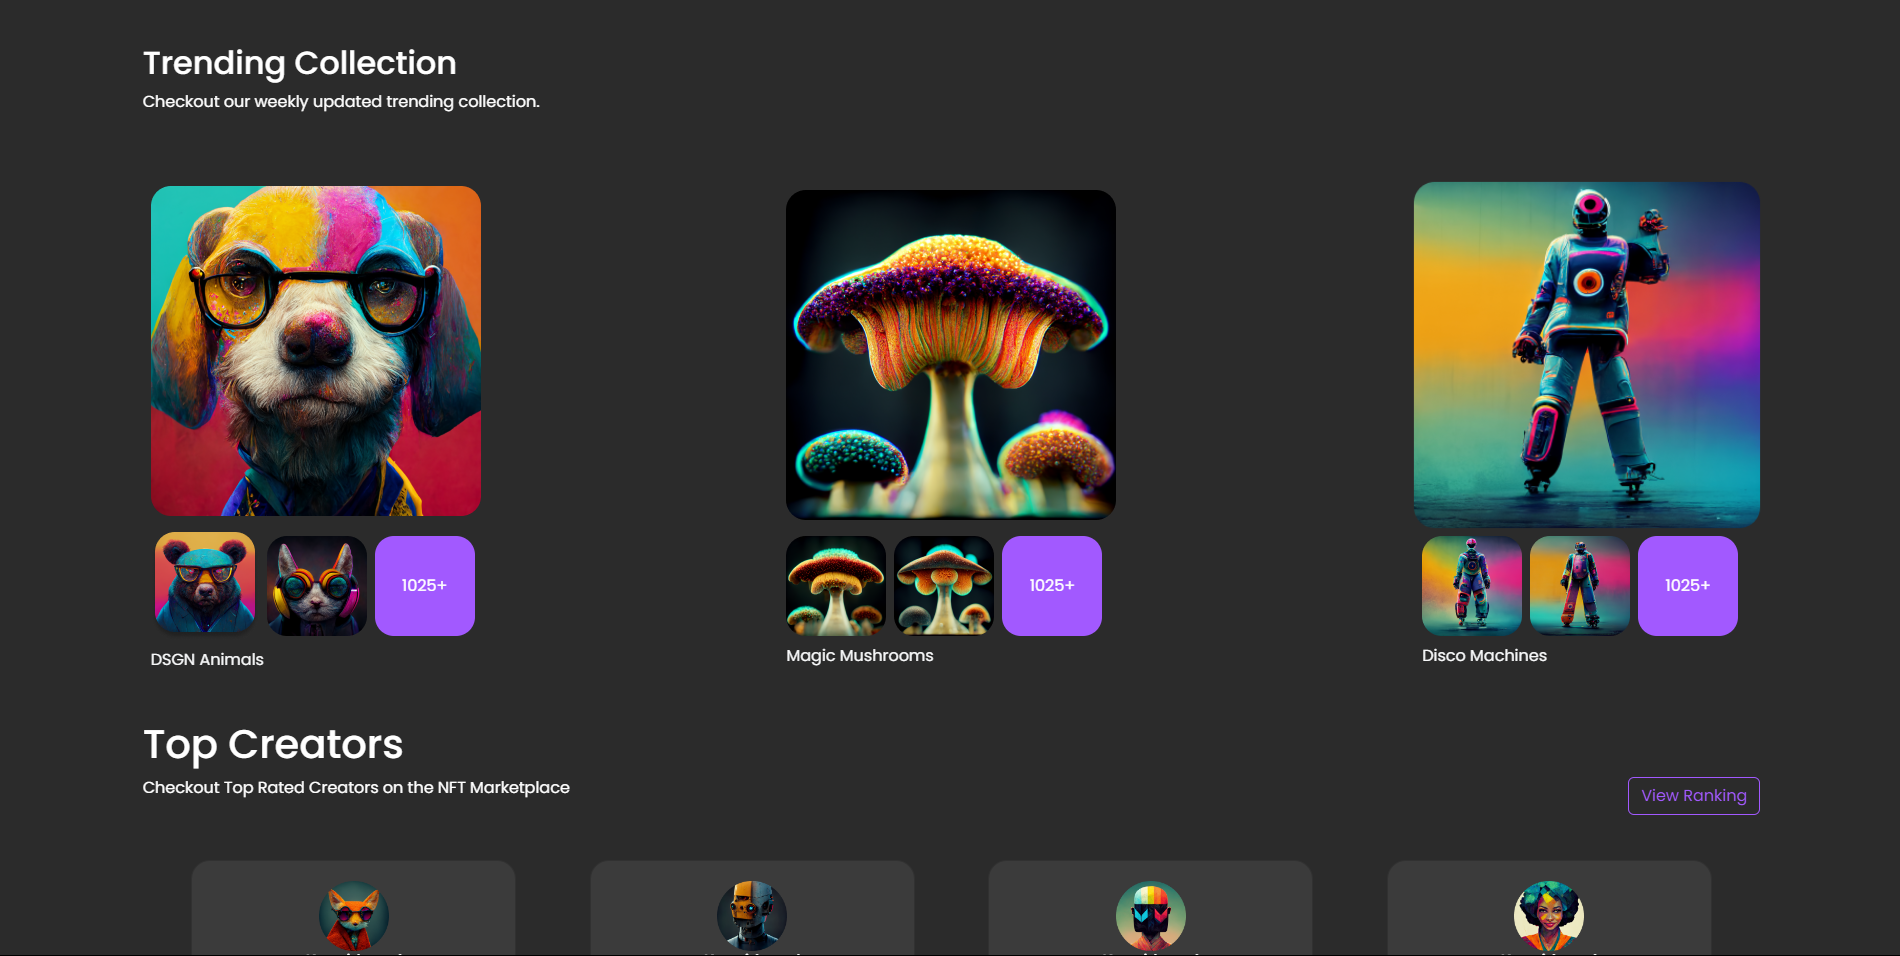 Trending Collection
Checkout our weekly updated trending collection.
1025+
1025+
1025+
DSGN Animals
Magic Mushrooms
Disco Machines
Top Creators
Checkout Top Rated Creators on the NFT Marketplace
View Ranking